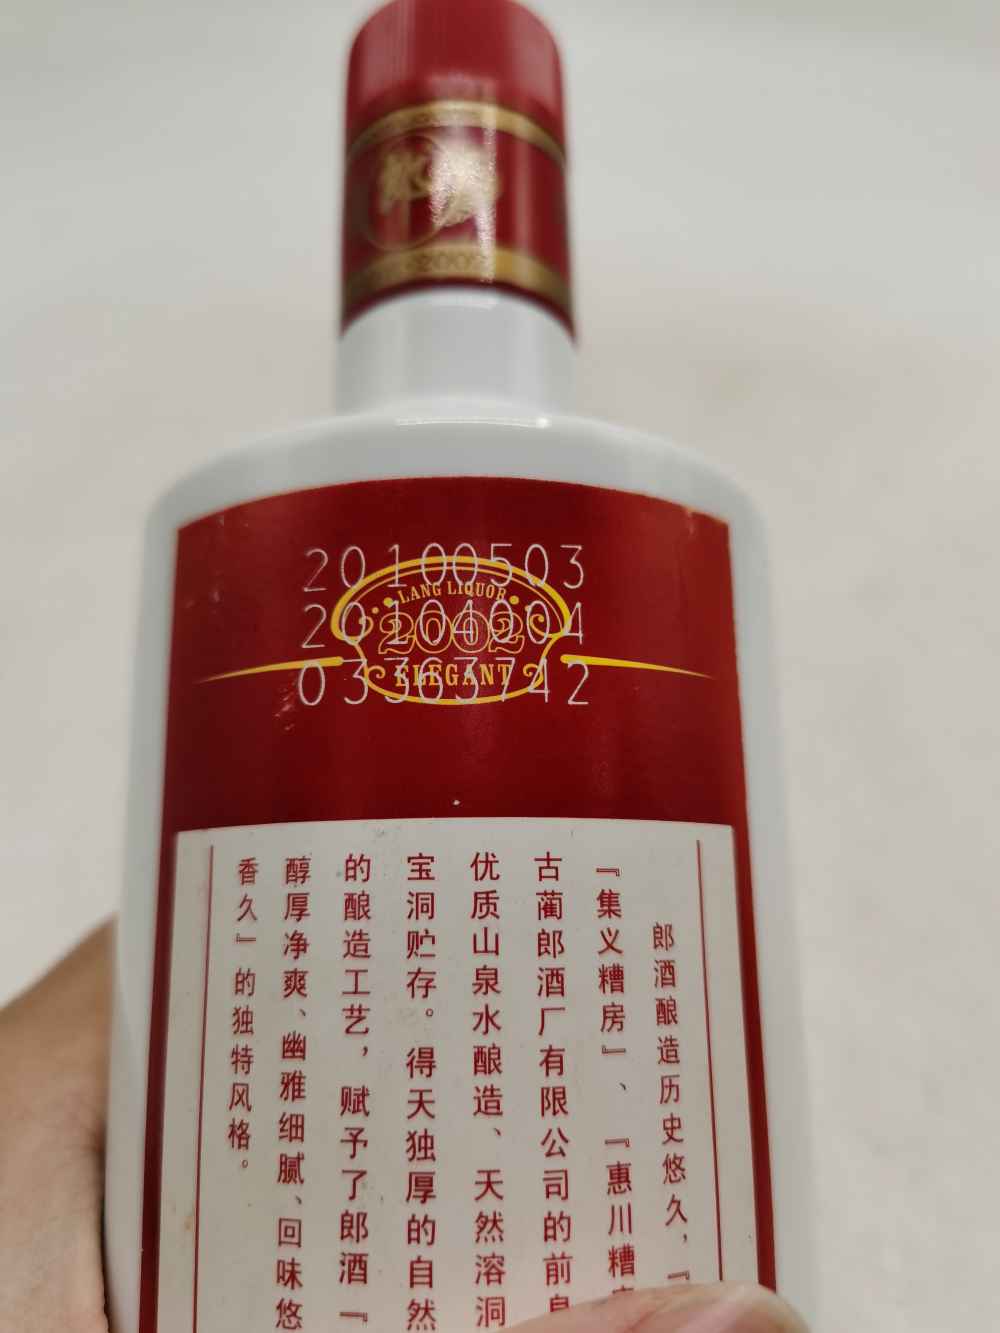 20100503
LANG LIQUOR
20104004
2002
03363742
ELEGANT
郎酒酿造历史悠久，『
『集义糟房』、『惠川糟
古蔺郎酒厂有限公司的前
优质山泉水酿造、天然溶洞
宝洞贮存。得天独厚的自然
的酿造工艺，赋予了郎酒『
醇厚净爽、幽雅细腻、回味悠
香久』的独特风格。